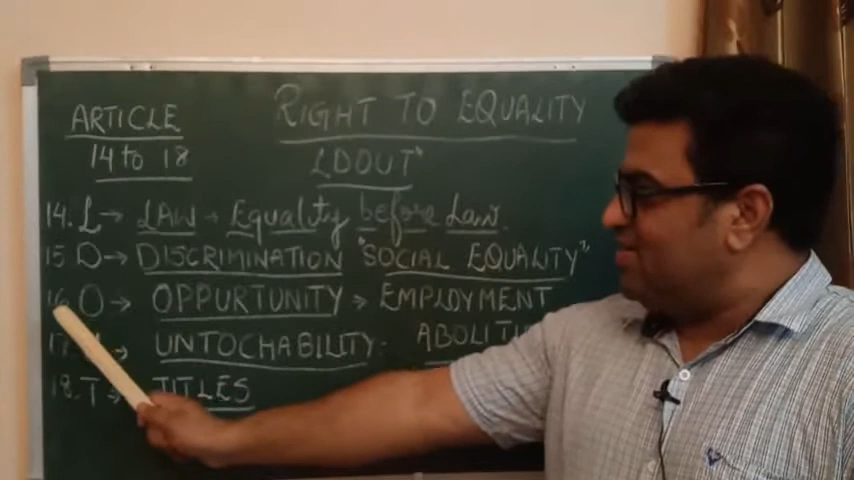 ARTICLE
14 to 18
RIGHT TO EQUALITY
LDOUT"
14. L → LAW → Equality before Law.
15 D → DISCRIMINATION "SOCIAL EQUALITY"
16 O → OPPURTUNITY → EMPLOYMENT
17. → UNTOCHABILITY:
18. T → TITLES